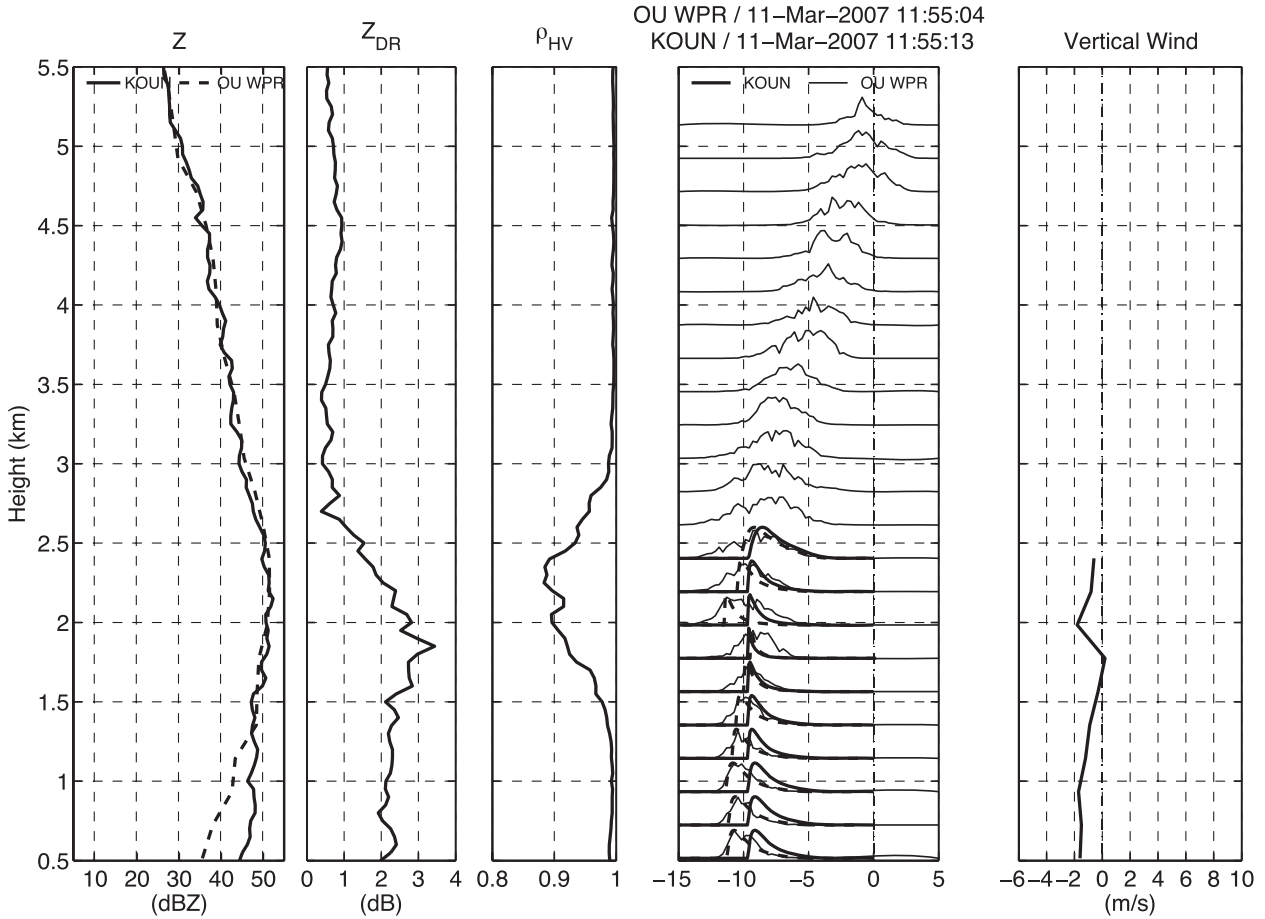 OU WPR / 11−Mar−2007 11:55:04
KOUN / 11−Mar−2007 11:55:13
Z
Z_DR
ρ_HV
Vertical Wind
KOUN
OU WPR
KOUN
OU WPR
Height (km)
5.5
5
4.5
4
3.5
3
2.5
2
1.5
1
0.5
10 20 30 40 50
(dBZ)
0 1 2 3 4
(dB)
0.8 0.9 1
−15 −10 −5 0 5
−6−4−2 0 2 4 6 8 10
(m/s)